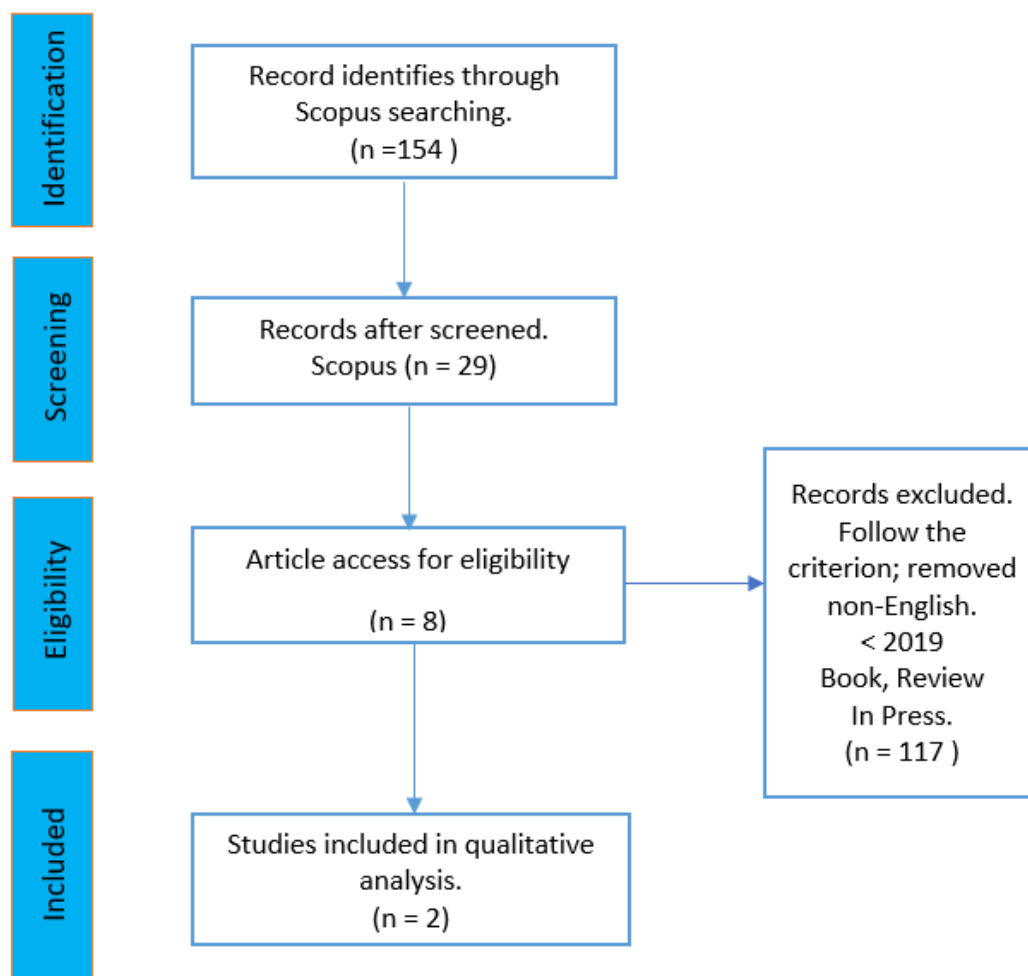 Identification
Record identifies through
Scopus searching.
(n =154 )
Screening
Records after screened.
Scopus (n = 29)
Eligibility
Article access for eligibility
(n = 8)
Records excluded.
Follow the
criterion; removed
non-English.
< 2019
Book, Review
In Press.
(n = 117 )
Included
Studies included in qualitative
analysis.
(n = 2)